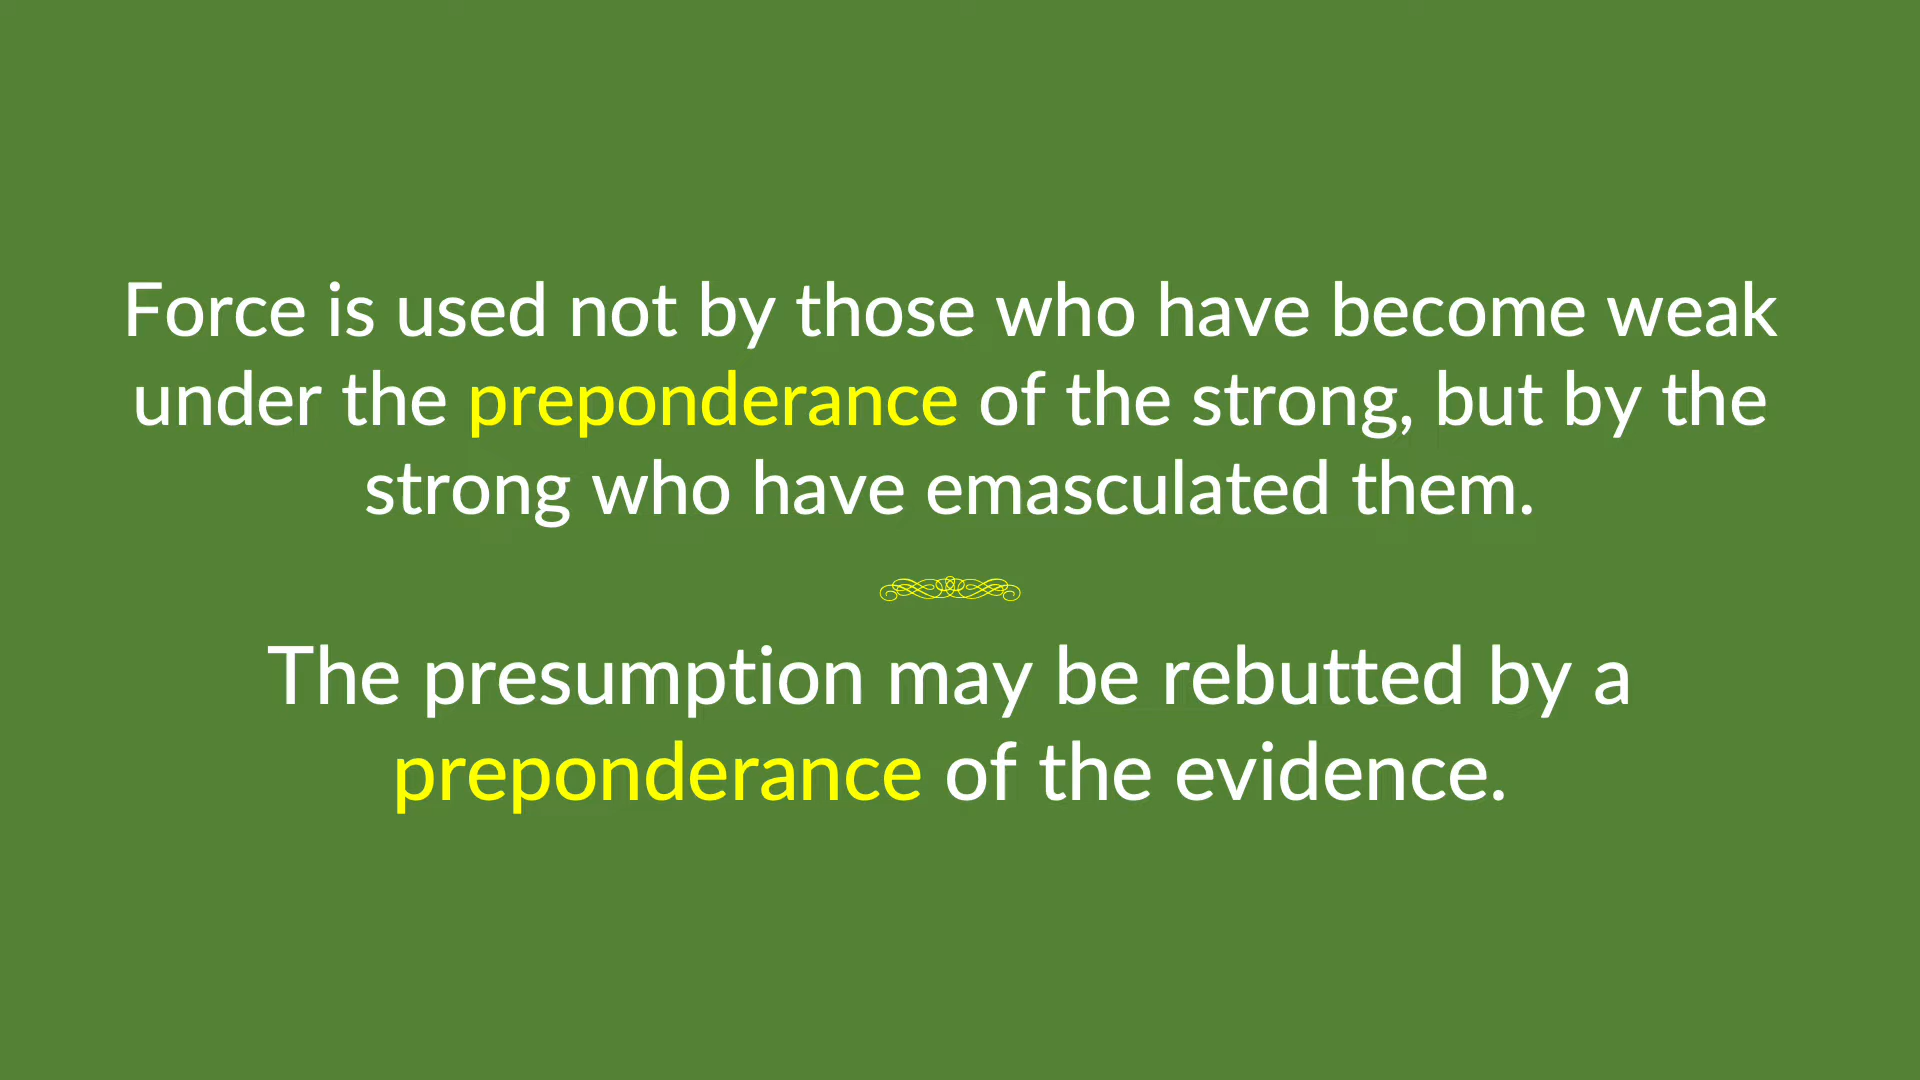 Force is used not by those who have become weak
under the preponderance of the strong, but by the
strong who have emasculated them.
The presumption may be rebutted by a
preponderance of the evidence.